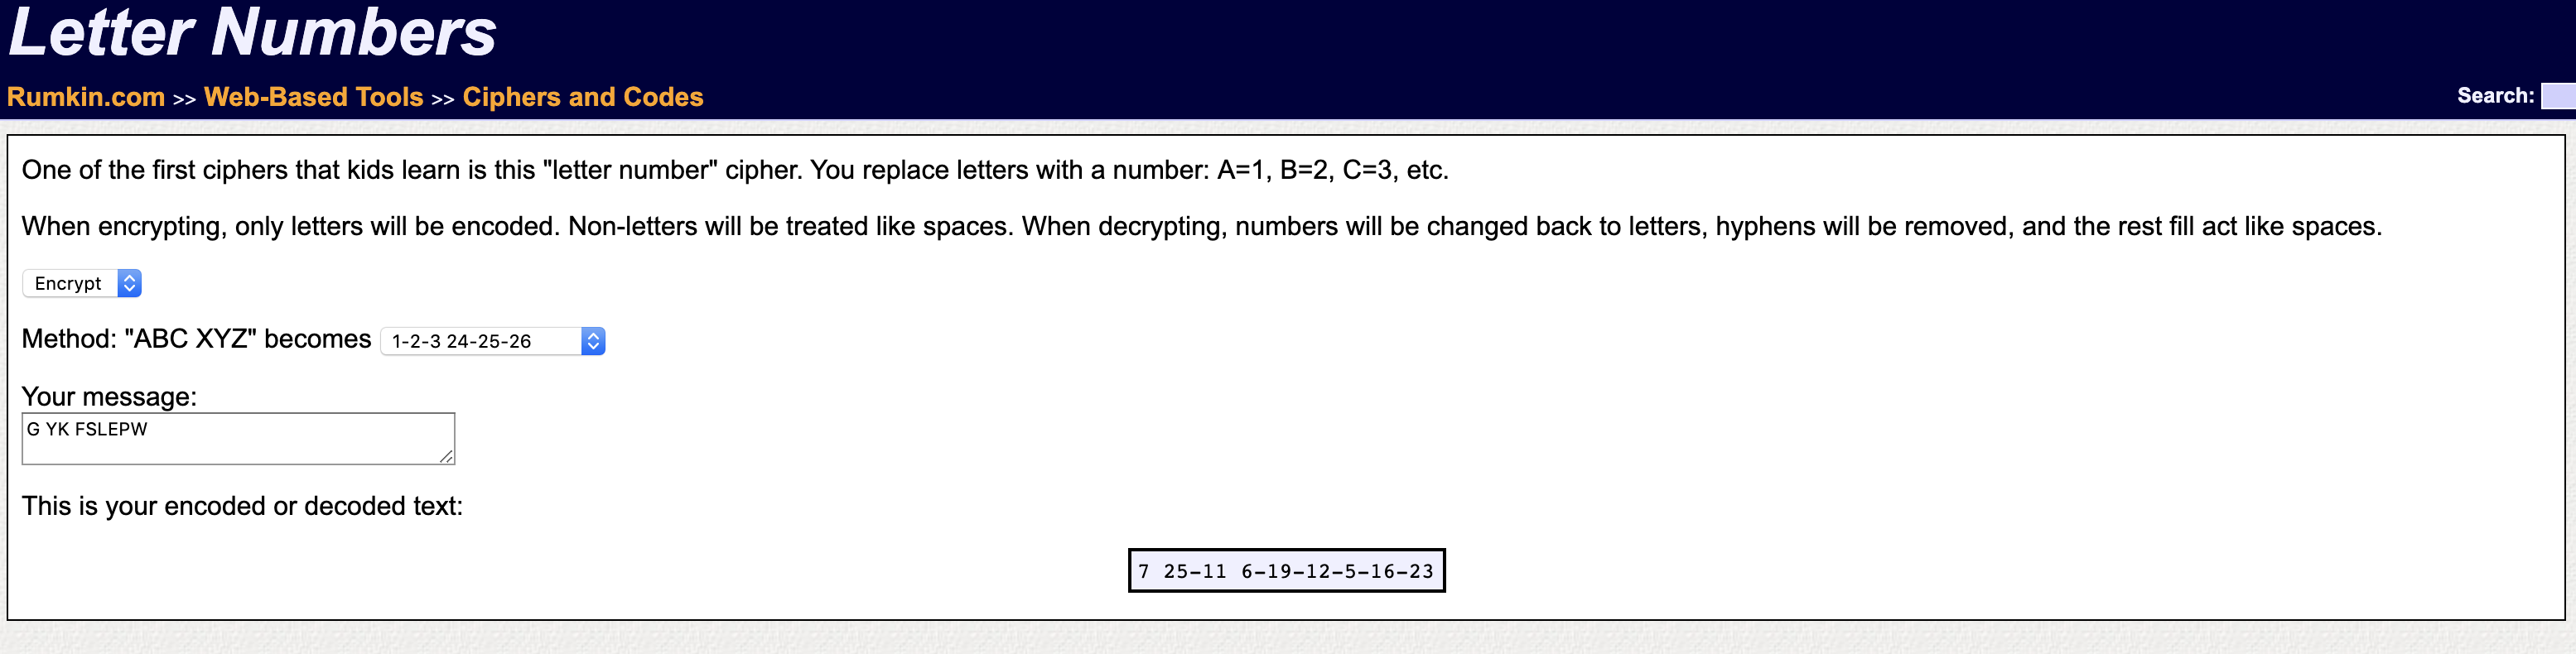 Letter Numbers
Rumkin.com >> Web-Based Tools >> Ciphers and Codes
Search:
One of the first ciphers that kids learn is this "letter number" cipher. You replace letters with a number: A=1, B=2, C=3, etc.
When encrypting, only letters will be encoded. Non-letters will be treated like spaces. When decrypting, numbers will be changed back to letters, hyphens will be removed, and the rest fill act like spaces.
Encrypt
Method: "ABC XYZ" becomes 1-2-3 24-25-26
Your message:
G YK FSLEPW
This is your encoded or decoded text:
7 25-11 6-19-12-5-16-23